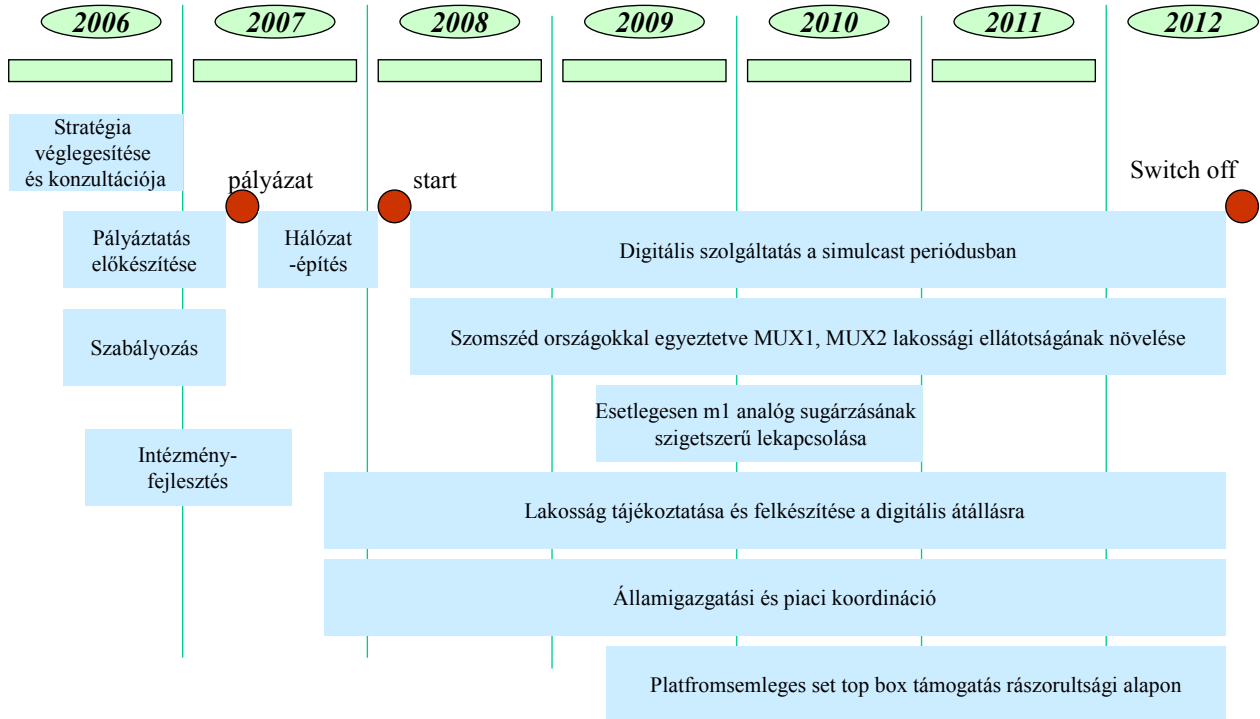 2006
2007
2008
2009
2010
2011
2012
Stratégia
véglegesítése
és konzultációja
pályázat
start
Switch off
Pályáztatás
előkészítése
Hálózat
-építés
Digitális szolgáltatás a simulcast periódusban
Szabályozás
Szomszéd országokkal egyeztetve MUX1, MUX2 lakossági ellátotságának növelése
Esetlegesen m1 analóg sugárzásának
szigetszerű lekapcsolása
Intézmény-
fejlesztés
Lakosság tájékoztatása és felkészítése a digitális átállásra
Államigazgatási és piaci koordináció
Platfromsemleges set top box támogatás rászorultsági alapon